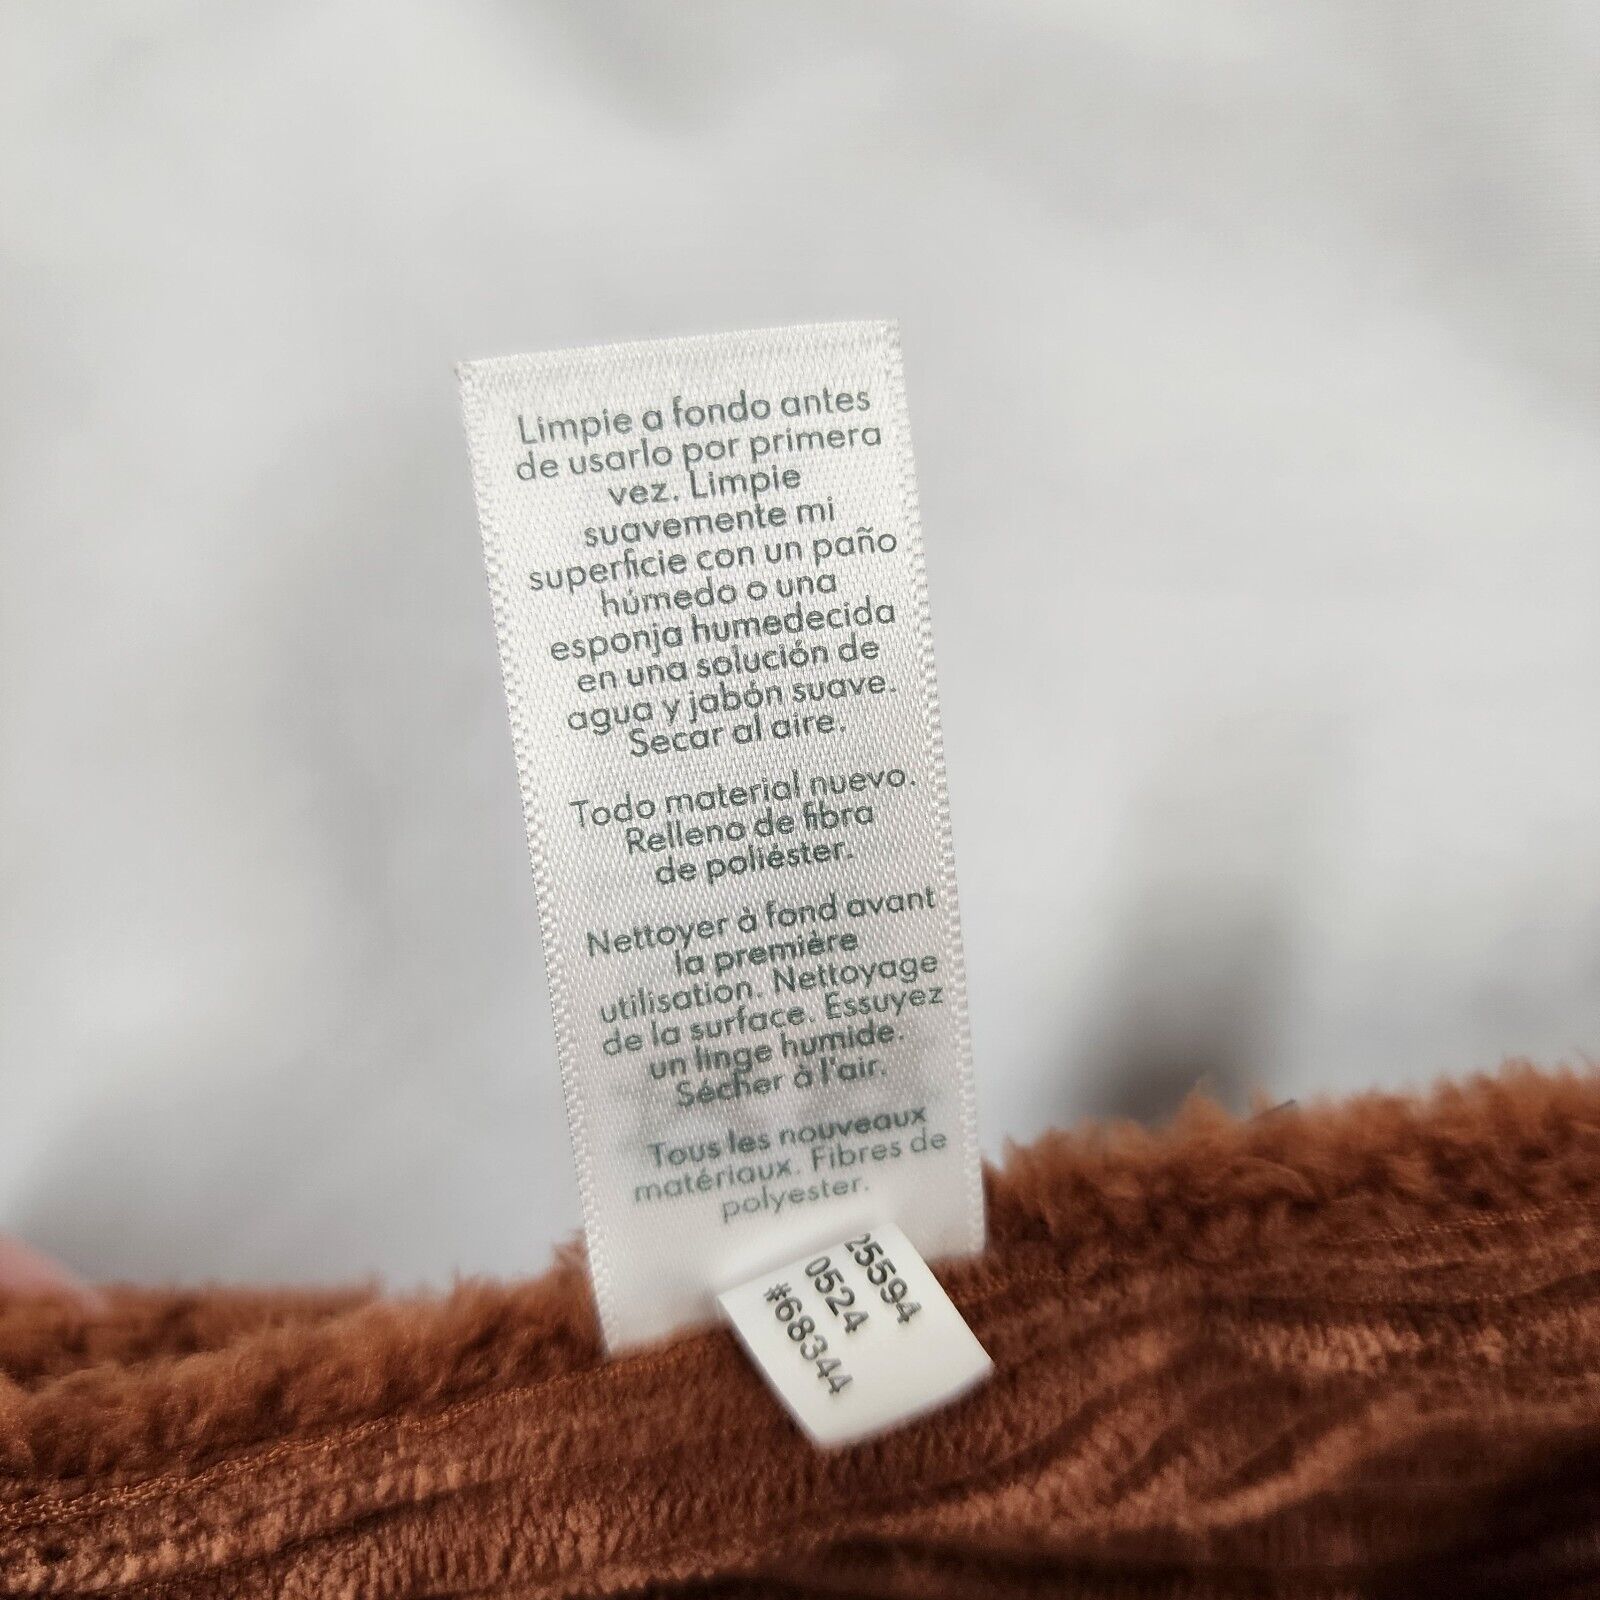 Limpie a fondo antes
de usarlo por primera
vez. Limpie
suavemente mi
superficie con un paño
húmedo o una
esponja humedecida
en una solución de
agua y jabón suave.
Secar al aire.
Todo material nuevo.
Relleno de fibra
de poliéster.
Nettoyer à fond avant
la première
utilisation. Nettoyage
de la surface. Essuyez
un linge humide.
Sécher à l'air.
Tous les nouveaux
matériaux. Fibres de
polyester.
25594
0524
#68344